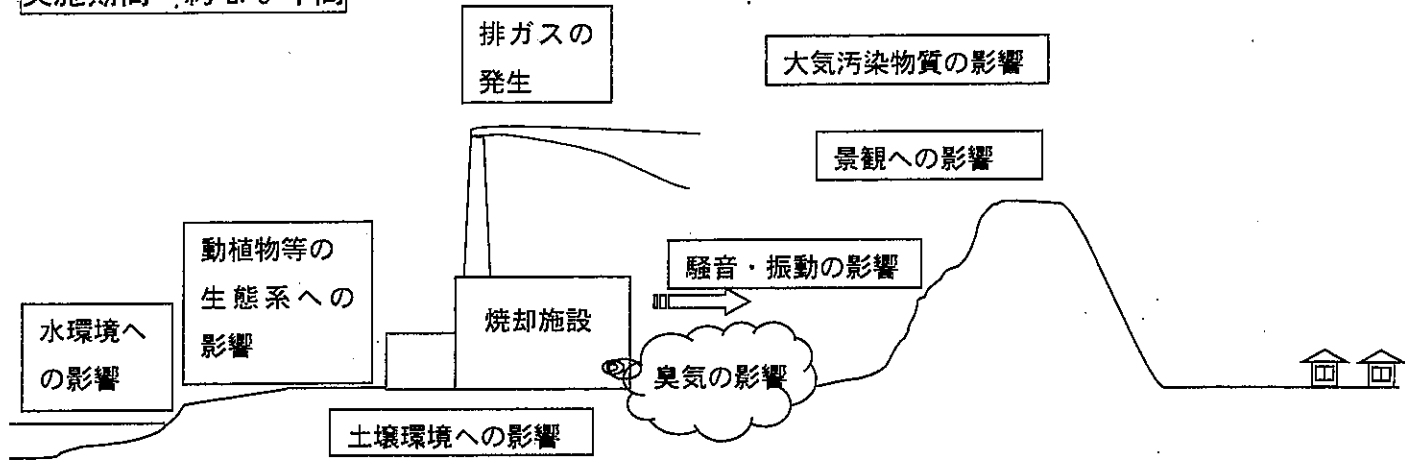 排ガスの
発生
大気汚染物質の影響
景観への影響
動植物等の
生態系への
影響
騒音・振動の影響
水環境へ
の影響
焼却施設
臭気の影響
土壌環境への影響